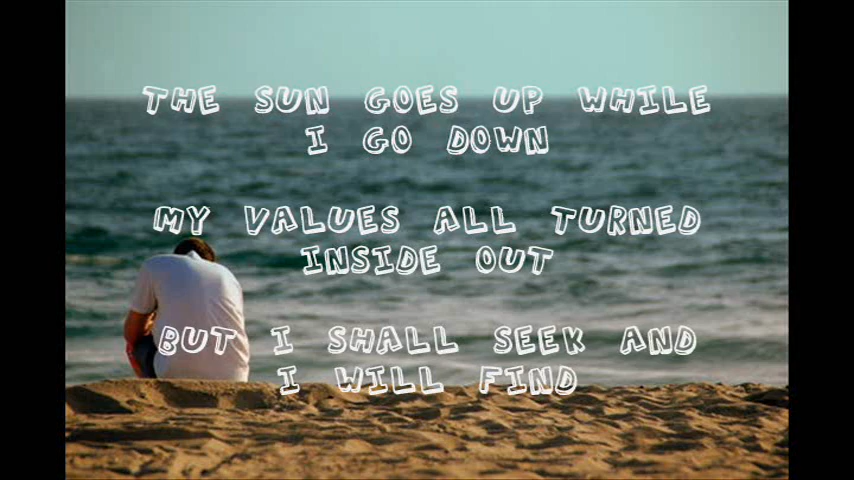 THE SUN GOES UP WHILE
I GO DOWN
MY VALUES ALL TURNED
INSIDE OUT
BUT I SHALL SEEK AND
I WILL FIND